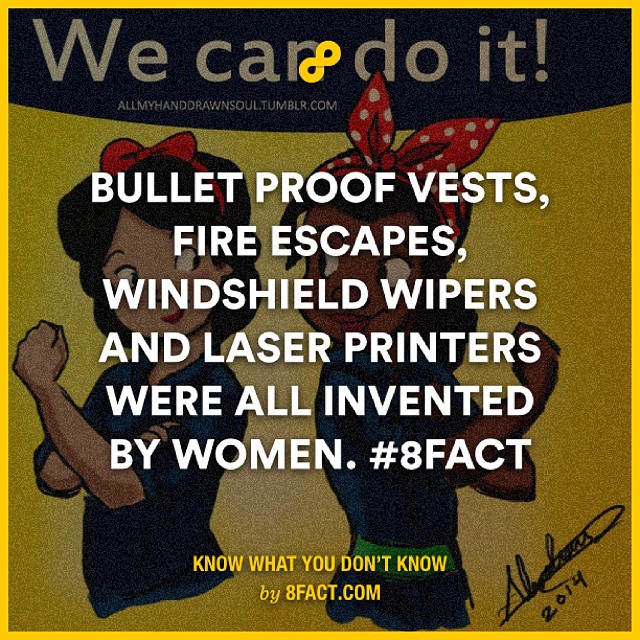 We can do it!
ALLMYHANDDRAWNSOUL.TUMBLR.COM
BULLET PROOF VESTS,
FIRE ESCAPES,
WINDSHIELD WIPERS
AND LASER PRINTERS
WERE ALL INVENTED
BY WOMEN. #8FACT
KNOW WHAT YOU DON'T KNOW
by 8FACT.COM
2014